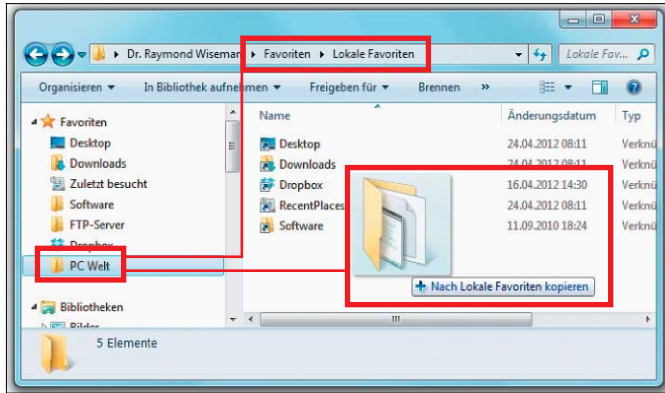 Dr. Raymond Wiseman ▸ Favoriten ▸ Lokale Favoriten
Lokale Fav...
Organisieren In Bibliothek aufnehmen Freigeben für Brennen »
Favoriten
Desktop
Downloads
Zuletzt besucht
Software
FTP-Server
Dropbox
PC Welt
Bibliotheken
Bilder
Name Änderungsdatum Typ
Desktop 24.04.2012 08:11 Verknü
Downloads 24.04.2012 08:11 Verknü
Dropbox 16.04.2012 14:30 Verknü
RecentPlaces 24.04.2012 08:11 Verknü
Software 11.09.2010 18:24 Verknü
Nach Lokale Favoriten kopieren
5 Elemente